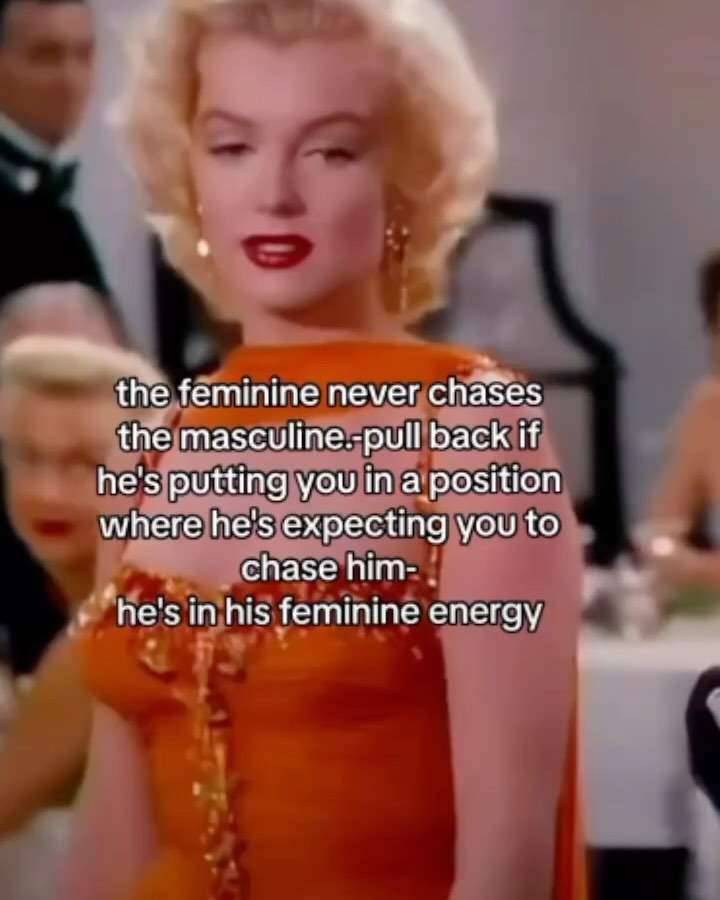 the feminine never chases
the masculine.-pull back if
he's putting you in a position
where he's expecting you to
chase him-
he's in his feminine energy